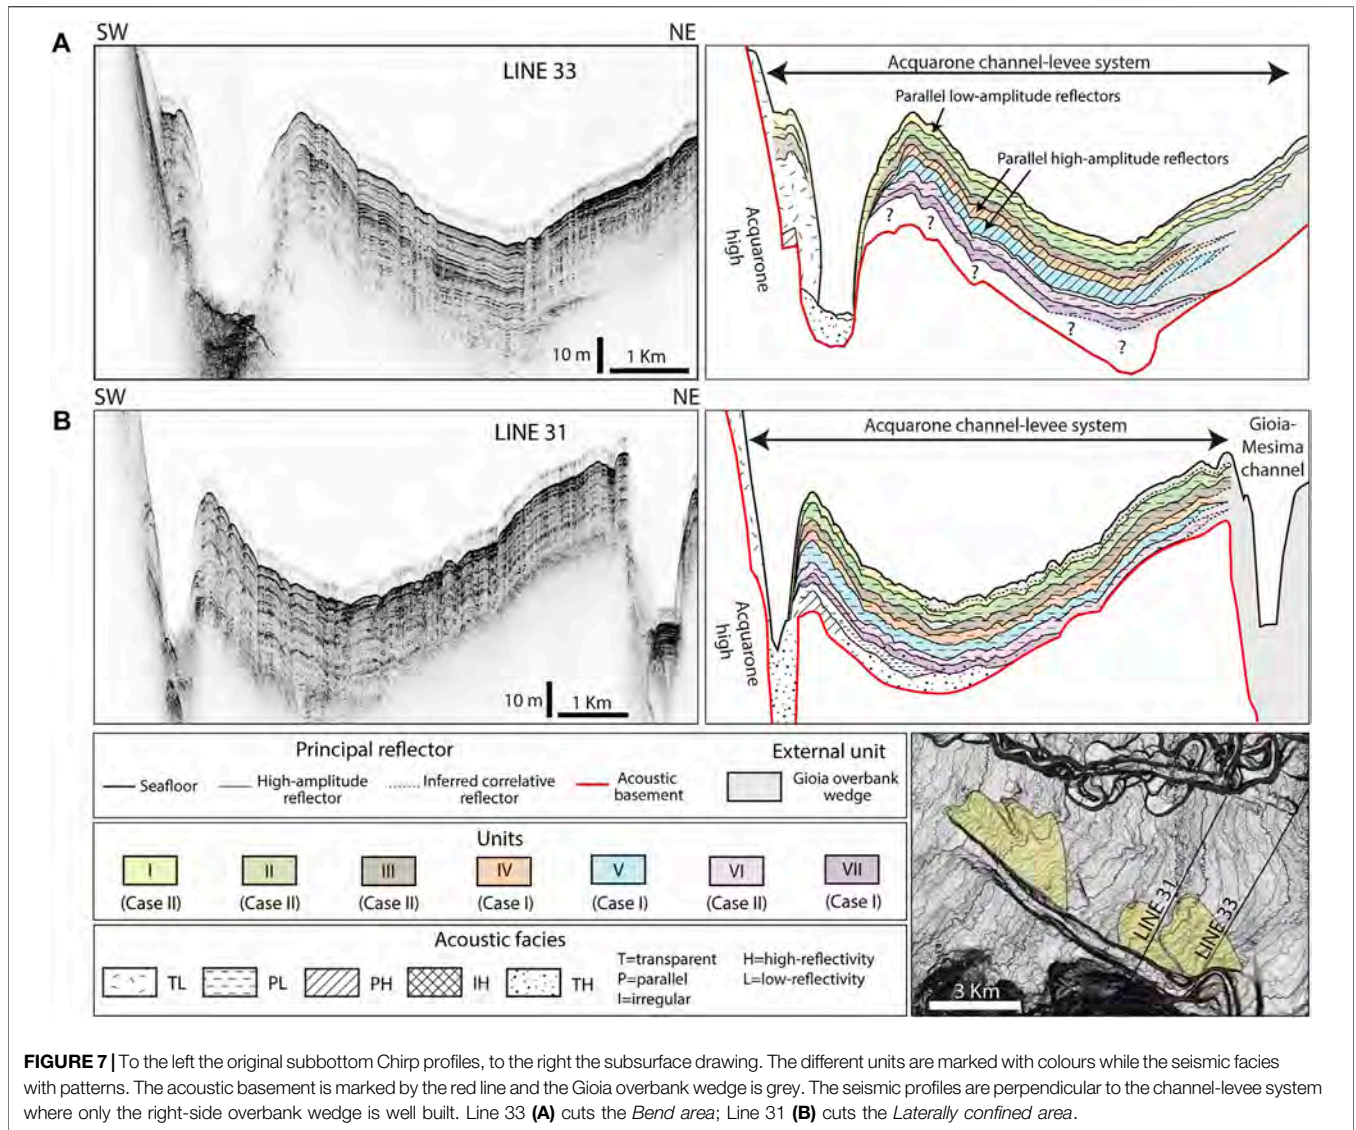 A
SW
NE
LINE 33
10 m
1 Km
Acquarone channel-levee system
Parallel low-amplitude reflectors
Parallel high-amplitude reflectors
Acquarone
high
?
?
?
?
?
B
SW
NE
LINE 31
10 m
1 Km
Acquarone channel-levee system
Gioia-
Mesima
channel
Acquarone
high
Principal reflector
External unit
Seafloor
High-amplitude
reflector
Inferred correlative
reflector
Acoustic
basement
Gioia overbank
wedge
Units
I
II
III
IV
V
VI
VII
(Case II)
(Case II)
(Case II)
(Case I)
(Case I)
(Case II)
(Case I)
Acoustic facies
TL
PL
PH
IH
TH
T=transparent
P=parallel
I=irregular
H=high-reflectivity
L=low-reflectivity
LINE 31
LINE 33
3 Km
FIGURE 7 | To the left the original subbottom Chirp profiles, to the right the subsurface drawing. The different units are marked with colours while the seismic facies
with patterns. The acoustic basement is marked by the red line and the Gioia overbank wedge is grey. The seismic profiles are perpendicular to the channel-levee system
where only the right-side overbank wedge is well built. Line 33 (A) cuts the Bend area; Line 31 (B) cuts the Laterally confined area.